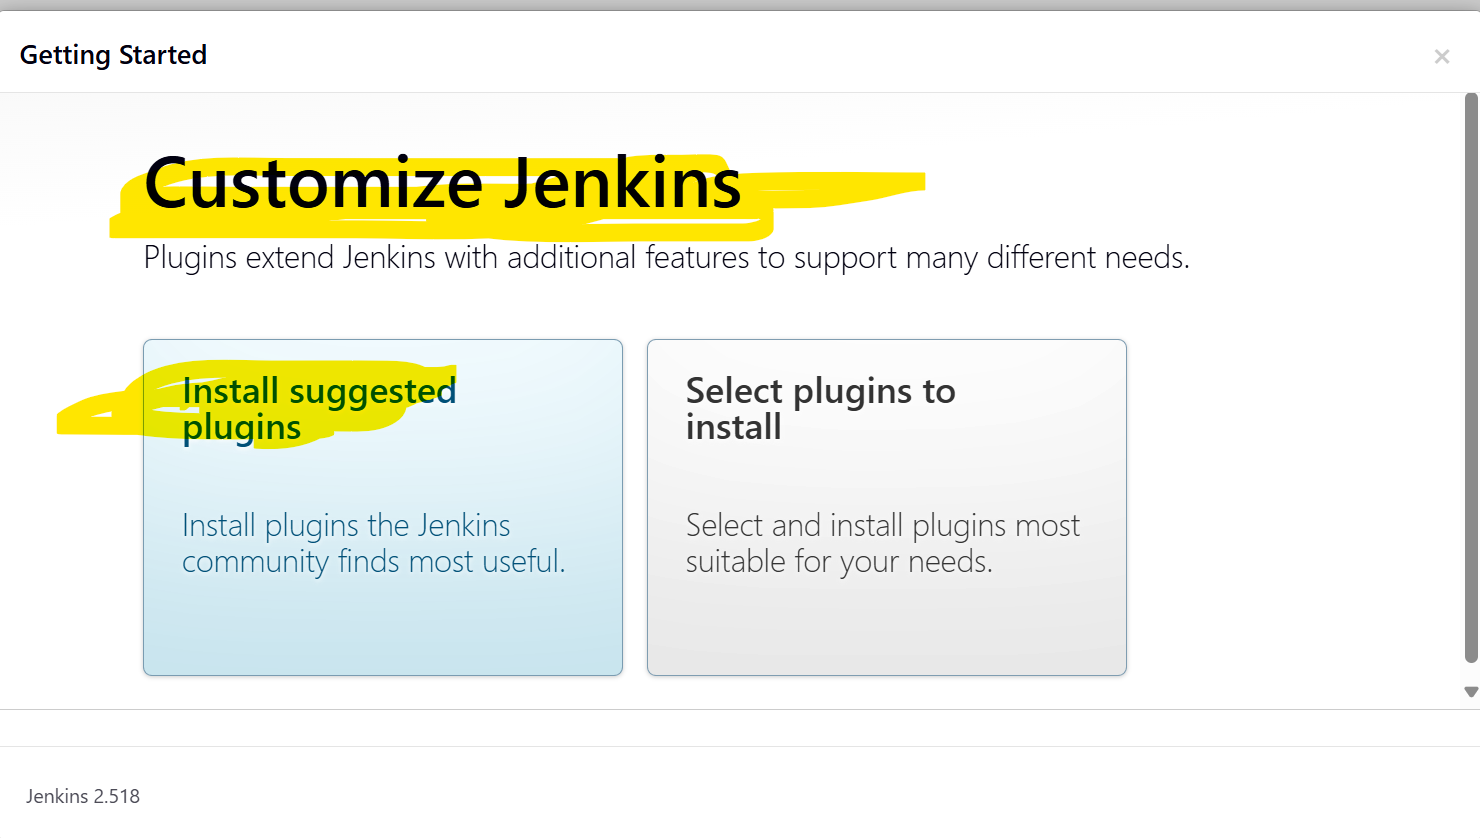 Getting Started
Customize Jenkins
Plugins extend Jenkins with additional features to support many different needs.
Install suggested
plugins
Install plugins the Jenkins
community finds most useful.
Select plugins to
install
Select and install plugins most
suitable for your needs.
Jenkins 2.518